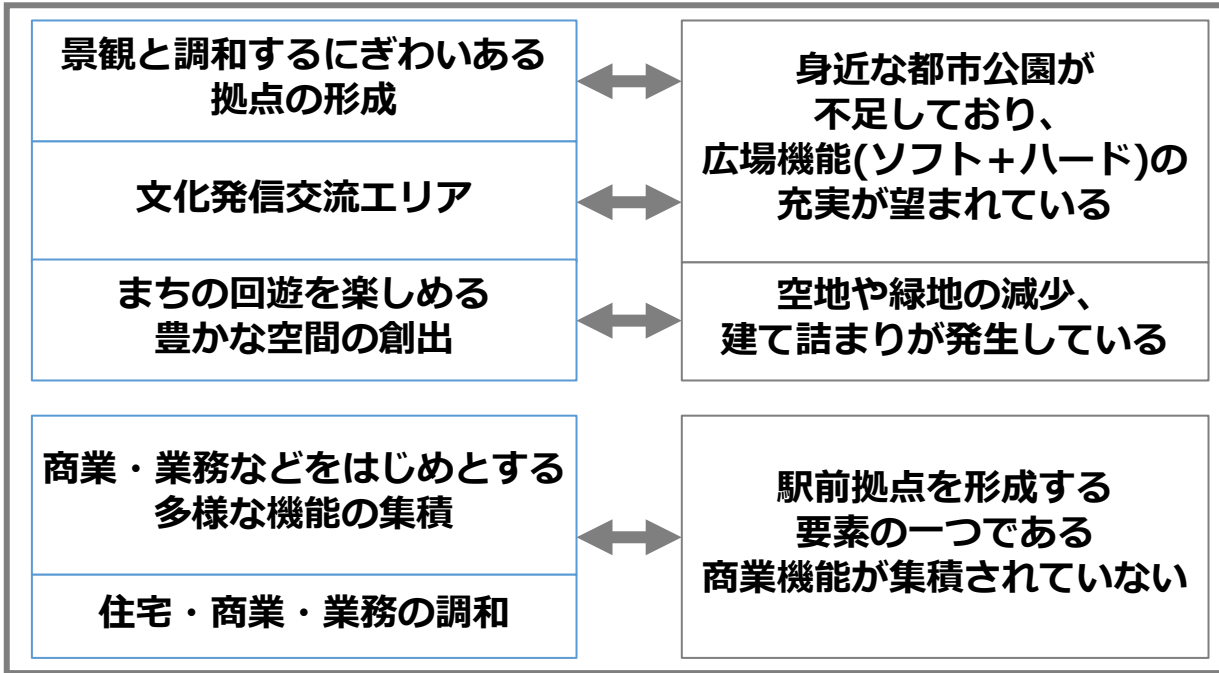 景観と調和するにぎわいある
拠点の形成
文化発信交流エリア
まちの回遊を楽しめる
豊かな空間の創出
身近な都市公園が
不足しており、
広場機能(ソフト＋ハード)の
充実が望まれている
空地や緑地の減少、
建て詰まりが発生している
商業・業務などをはじめとする
多様な機能の集積
住宅・商業・業務の調和
駅前拠点を形成する
要素の一つである
商業機能が集積されていない